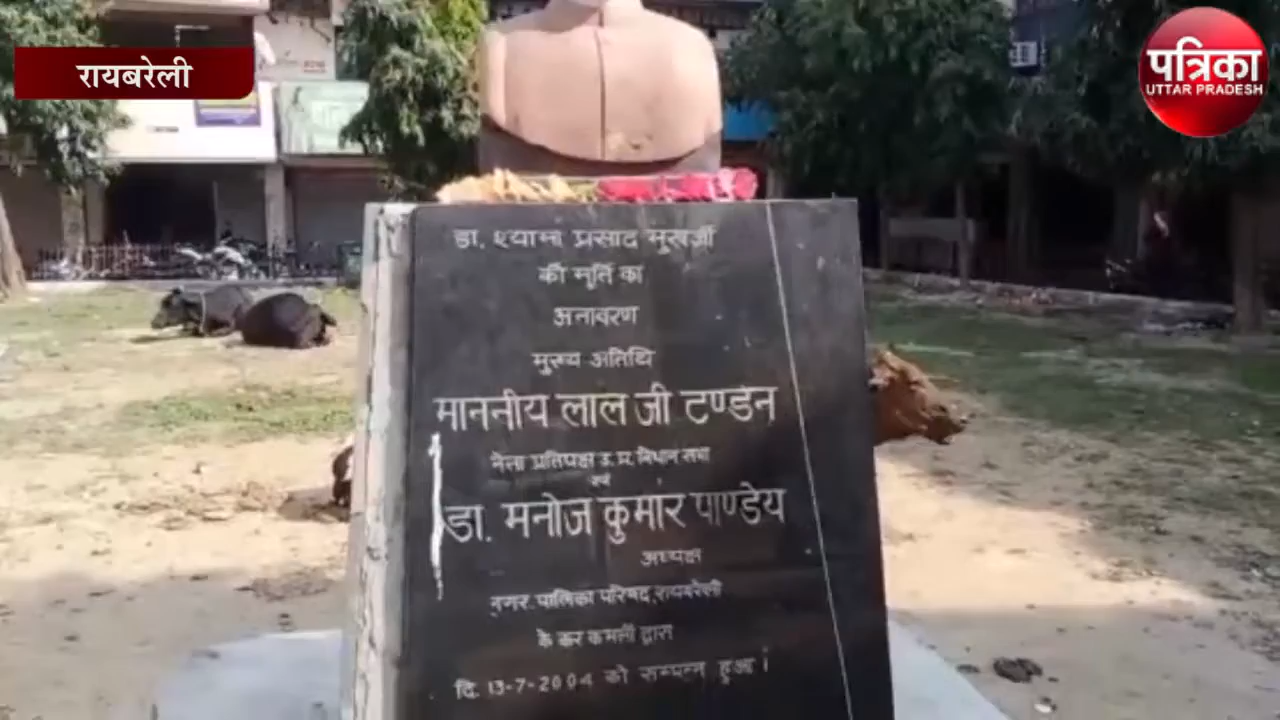 रायबरेली
पत्रिका
UTTAR PRADESH
डा. श्यामा प्रसाद मुखर्जी
की मूर्ति का
अनावरण
मुख्य अतिथि
माननीय लाल जी टण्डन
नेता प्रतिपक्ष उ.प्र. विधान सभा
एवं
डा. मनोज कुमार पाण्डेय
अध्यक्ष
नगर पालिका परिषद, रायबरेली
के कर कमलों द्वारा
दि. 13-7-2004 को सम्पन्न हुआ।